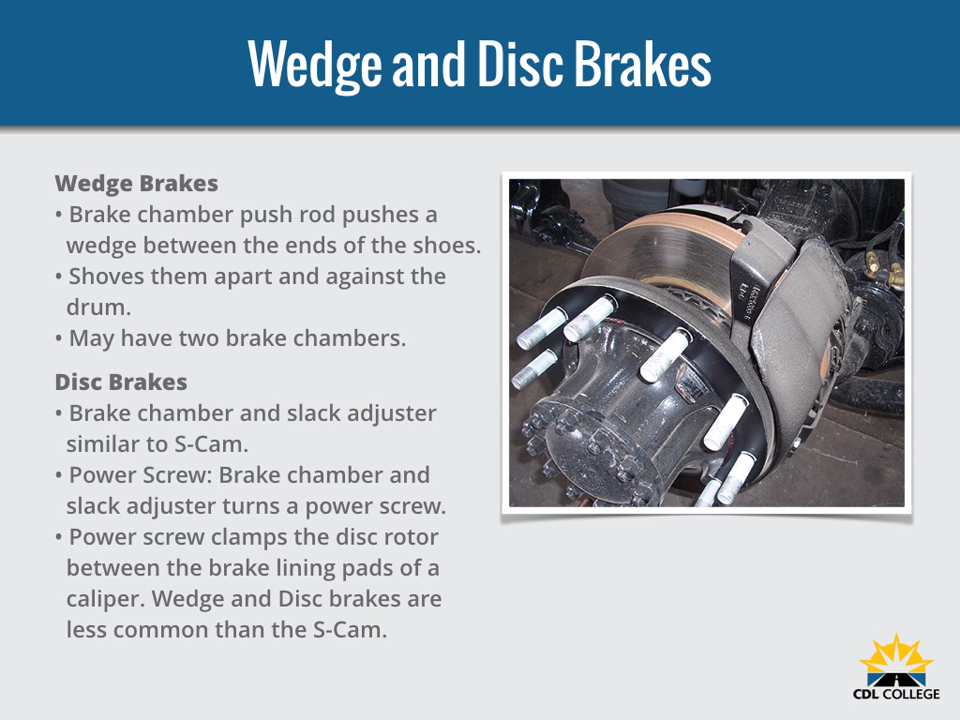 Wedge and Disc Brakes
Wedge Brakes
• Brake chamber push rod pushes a
wedge between the ends of the shoes.
• Shoves them apart and against the
drum.
• May have two brake chambers.
Disc Brakes
• Brake chamber and slack adjuster
similar to S-Cam.
• Power Screw: Brake chamber and
slack adjuster turns a power screw.
• Power screw clamps the disc rotor
between the brake lining pads of a
caliper. Wedge and Disc brakes are
less common than the S-Cam.
CDL COLLEGE